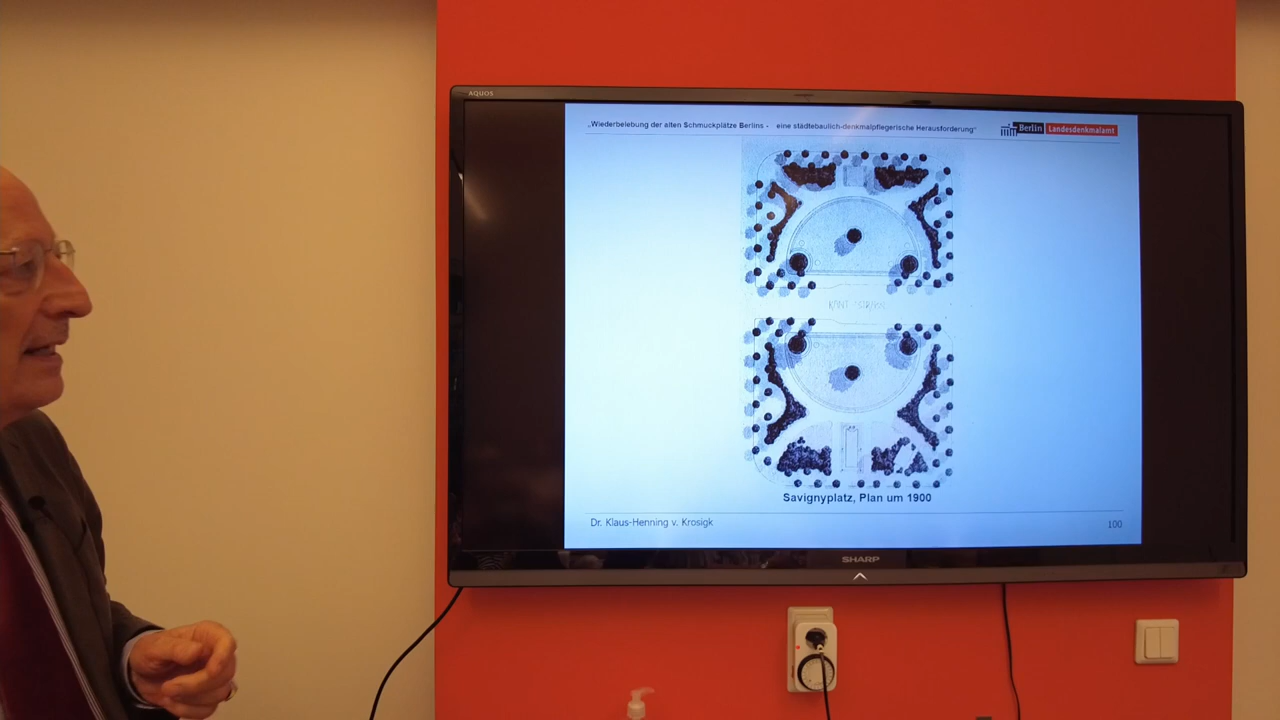 AQUOS
„Wiederbelebung der alten Schmuckplätze Berlins - eine städtebaulich-denkmalpflegerische Herausforderung“
Berlin Landesdenkmalamt
Savignyplatz, Plan um 1900
Dr. Klaus-Henning v. Krosigk
100
SHARP